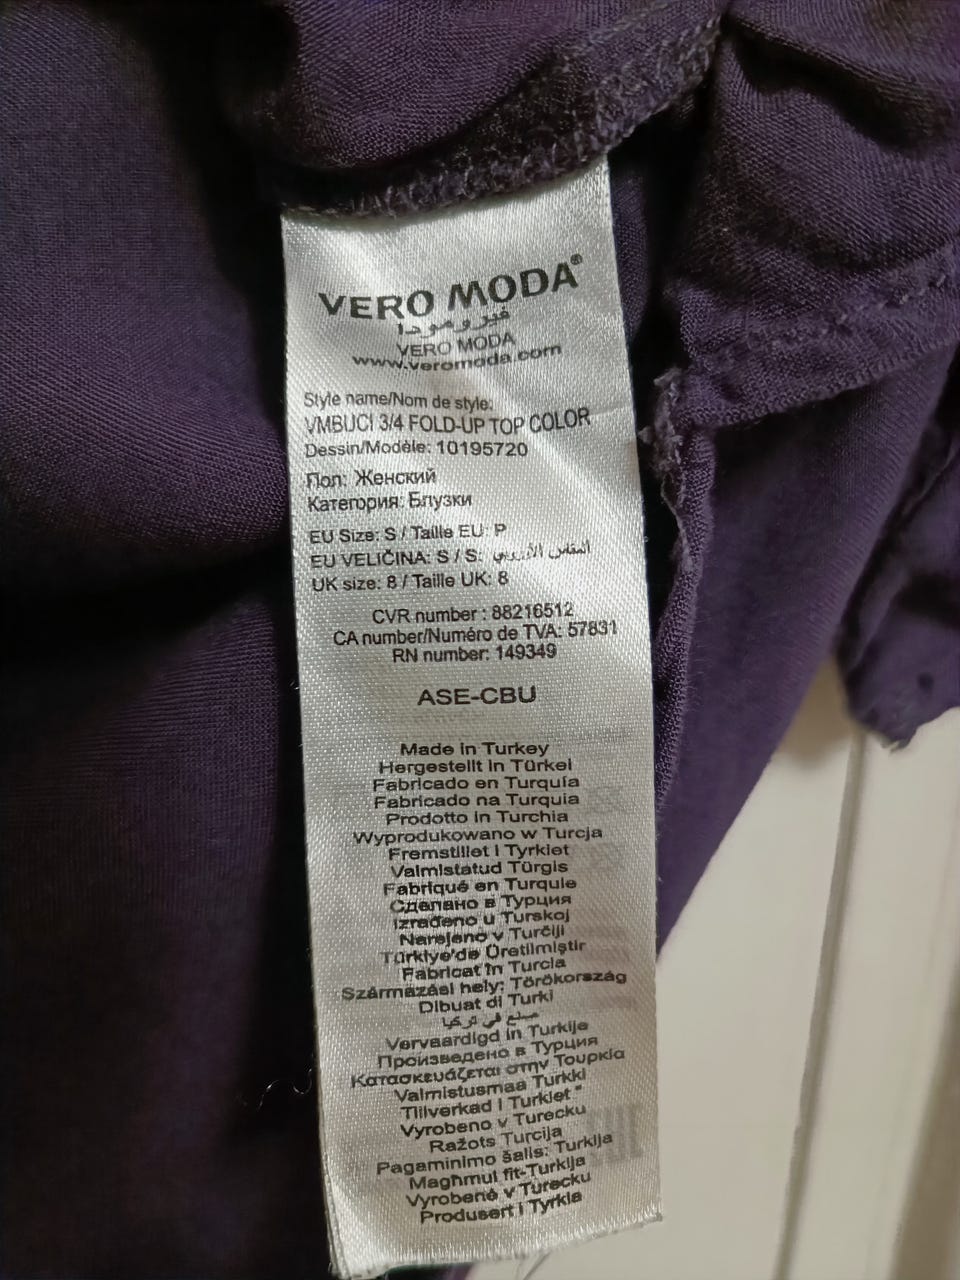 VERO MODA®
فيرومودا
VERO MODA
www.veromoda.com
Style name/Nom de style:
VMBUCI 3/4 FOLD-UP TOP COLOR
Dessin/Modèle: 10195720
Пол: Женский
Категория: Блузки
EU Size: S / Taille EU: P
EU VELIČINA: S / S: المقاس الأوروبي
UK size: 8 / Taille UK: 8
CVR number : 88216512
CA number/Numéro de TVA: 57831
RN number: 149349
ASE-CBU
Made in Turkey
Hergestellt in Türkei
Fabricado en Turquía
Fabricado na Turquia
Prodotto in Turchia
Wyprodukowano w Turcja
Fremstillet i Tyrkiet
Valmistatud Türgis
Fabriqué en Turquie
Сделано в Турция
Izrađeno u Turskoj
Narejeno v Turčiji
Türkiye'de Üretilmiştir
Fabricat în Turcia
Származási hely: Törökország
Dibuat di Turki
صنع في تركيا
Vervaardigd in Turkije
Произведено в Турция
Κατασκευάζεται στην Τουρκία
Valmistusmaa Turkki
Tillverkad i Turkiet
Vyrobeno v Turecku
Ražots Turcija
Pagaminimo šalis: Turkija
Maghmul fit-Turkija
Vyrobené v Turecku
Produsert i Tyrkia